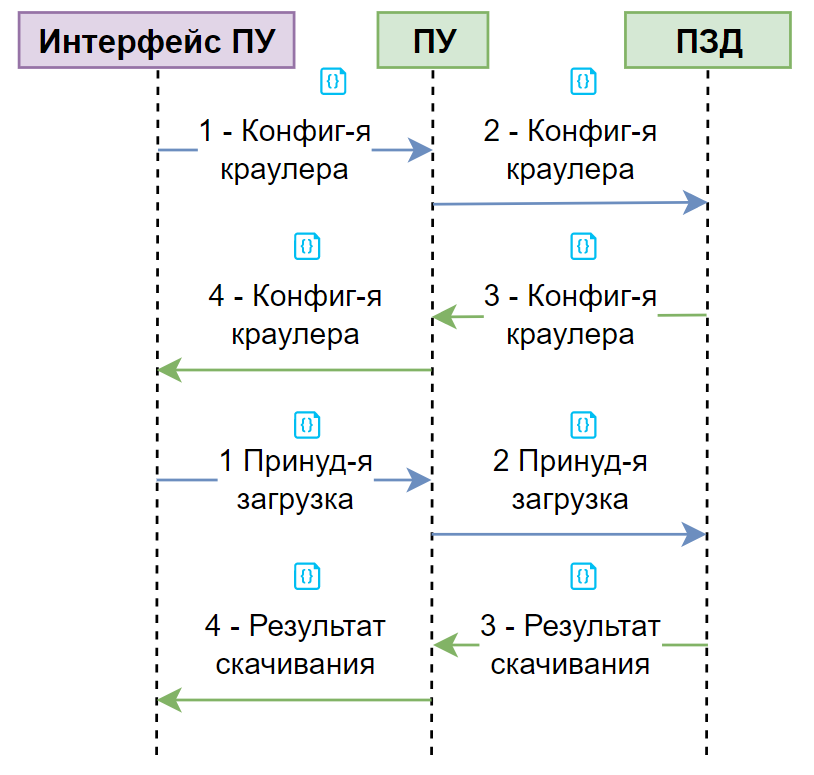 Интерфейс ПУ
ПУ
ПЗД
{}
{}
1 - Конфиг-я
краулера
2 - Конфиг-я
краулера
{}
{}
4 - Конфиг-я
краулера
3 - Конфиг-я
краулера
{}
{}
1 Принуд-я
загрузка
2 Принуд-я
загрузка
{}
{}
4 - Результат
скачивания
3 - Результат
скачивания